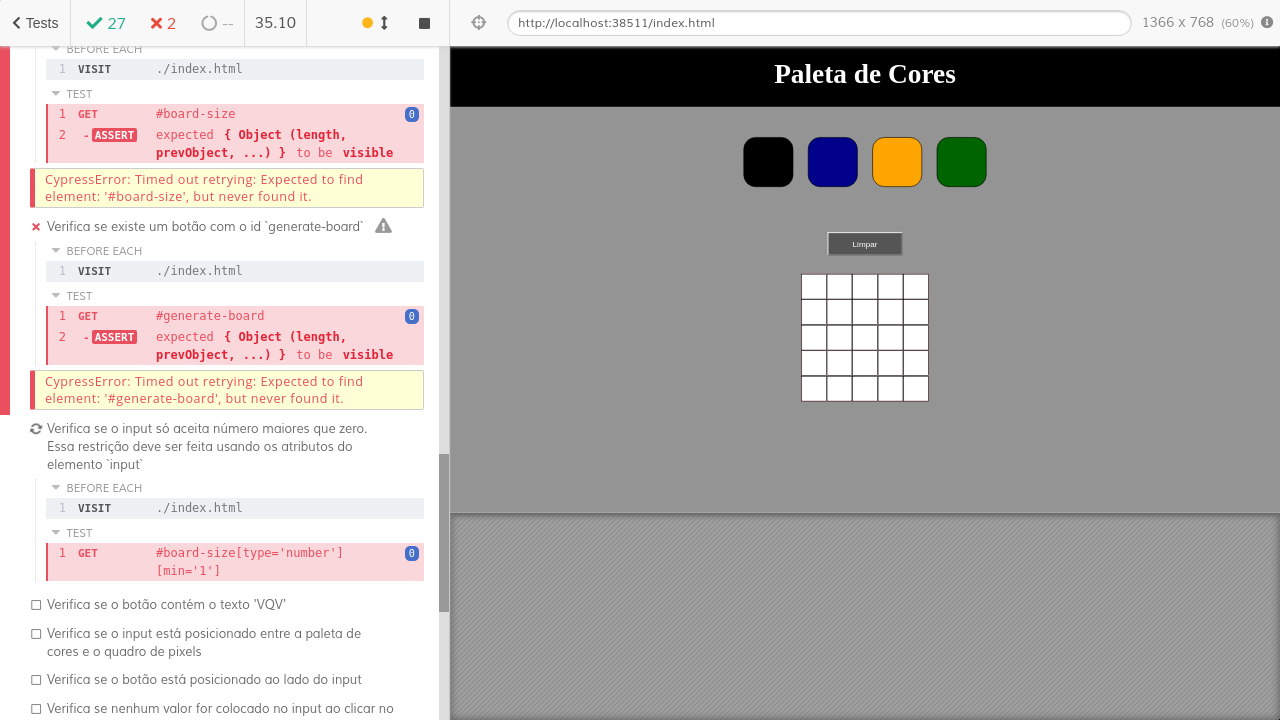 Tests
27
2
--
35.10
http://localhost:38511/index.html
1366 x 768 (60%)
BEFORE EACH
1 VISIT ./index.html
TEST
1 GET #board-size 0
2 -ASSERT expected { Object (length,
prevObject, ...) } to be visible
CypressError: Timed out retrying: Expected to find
element: '#board-size', but never found it.
Verifica se existe um botão com o id `generate-board`
BEFORE EACH
1 VISIT ./index.html
TEST
1 GET #generate-board 0
2 -ASSERT expected { Object (length,
prevObject, ...) } to be visible
CypressError: Timed out retrying: Expected to find
element: '#generate-board', but never found it.
Verifica se o input só aceita número maiores que zero.
Essa restrição deve ser feita usando os atributos do
elemento `input`
BEFORE EACH
1 VISIT ./index.html
TEST
1 GET #board-size[type='number'] 0
[min='1']
Verifica se o botão contém o texto 'VQV'
Verifica se o input está posicionado entre a paleta de
cores e o quadro de pixels
Verifica se o botão está posicionado ao lado do input
Verifica se nenhum valor for colocado no input ao clicar no
Paleta de Cores
Limpar